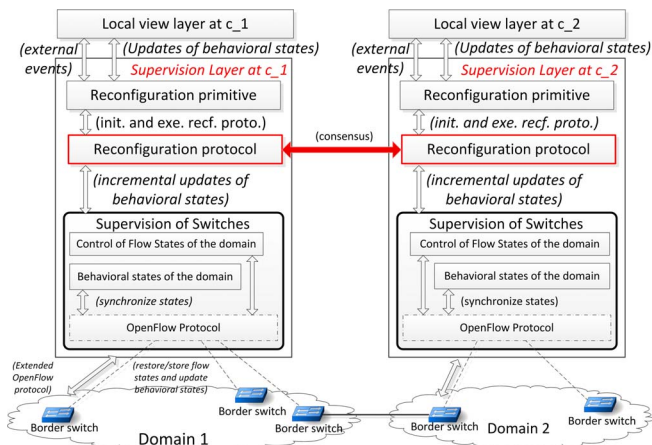 Local view layer at c_1
(external
events)
(Updates of behavioral states)
Supervision Layer at c_1
Reconfiguration primitive
(init. and exe. recf. proto.)
Reconfiguration protocol
(incremental updates of
behavioral states)
Supervision of Switches
Control of Flow States of the domain
Behavioral states of the domain
(synchronize states)
OpenFlow Protocol
(Extended
OpenFlow
protocol)
(restore/store flow
states and update
behavioral states)
Border switch
Border switch
Border switch
Domain 1
(consensus)
Local view layer at c_2
(external
events)
(Updates of behavioral states)
Supervision Layer at c_2
Reconfiguration primitive
(init. and exe. recf. proto.)
Reconfiguration protocol
(incremental updates of
behavioral states)
Supervision of Switches
Control of Flow States of the domain
Behavioral states of the domain
(synchronize states)
OpenFlow Protocol
Border switch
Border switch
Domain 2